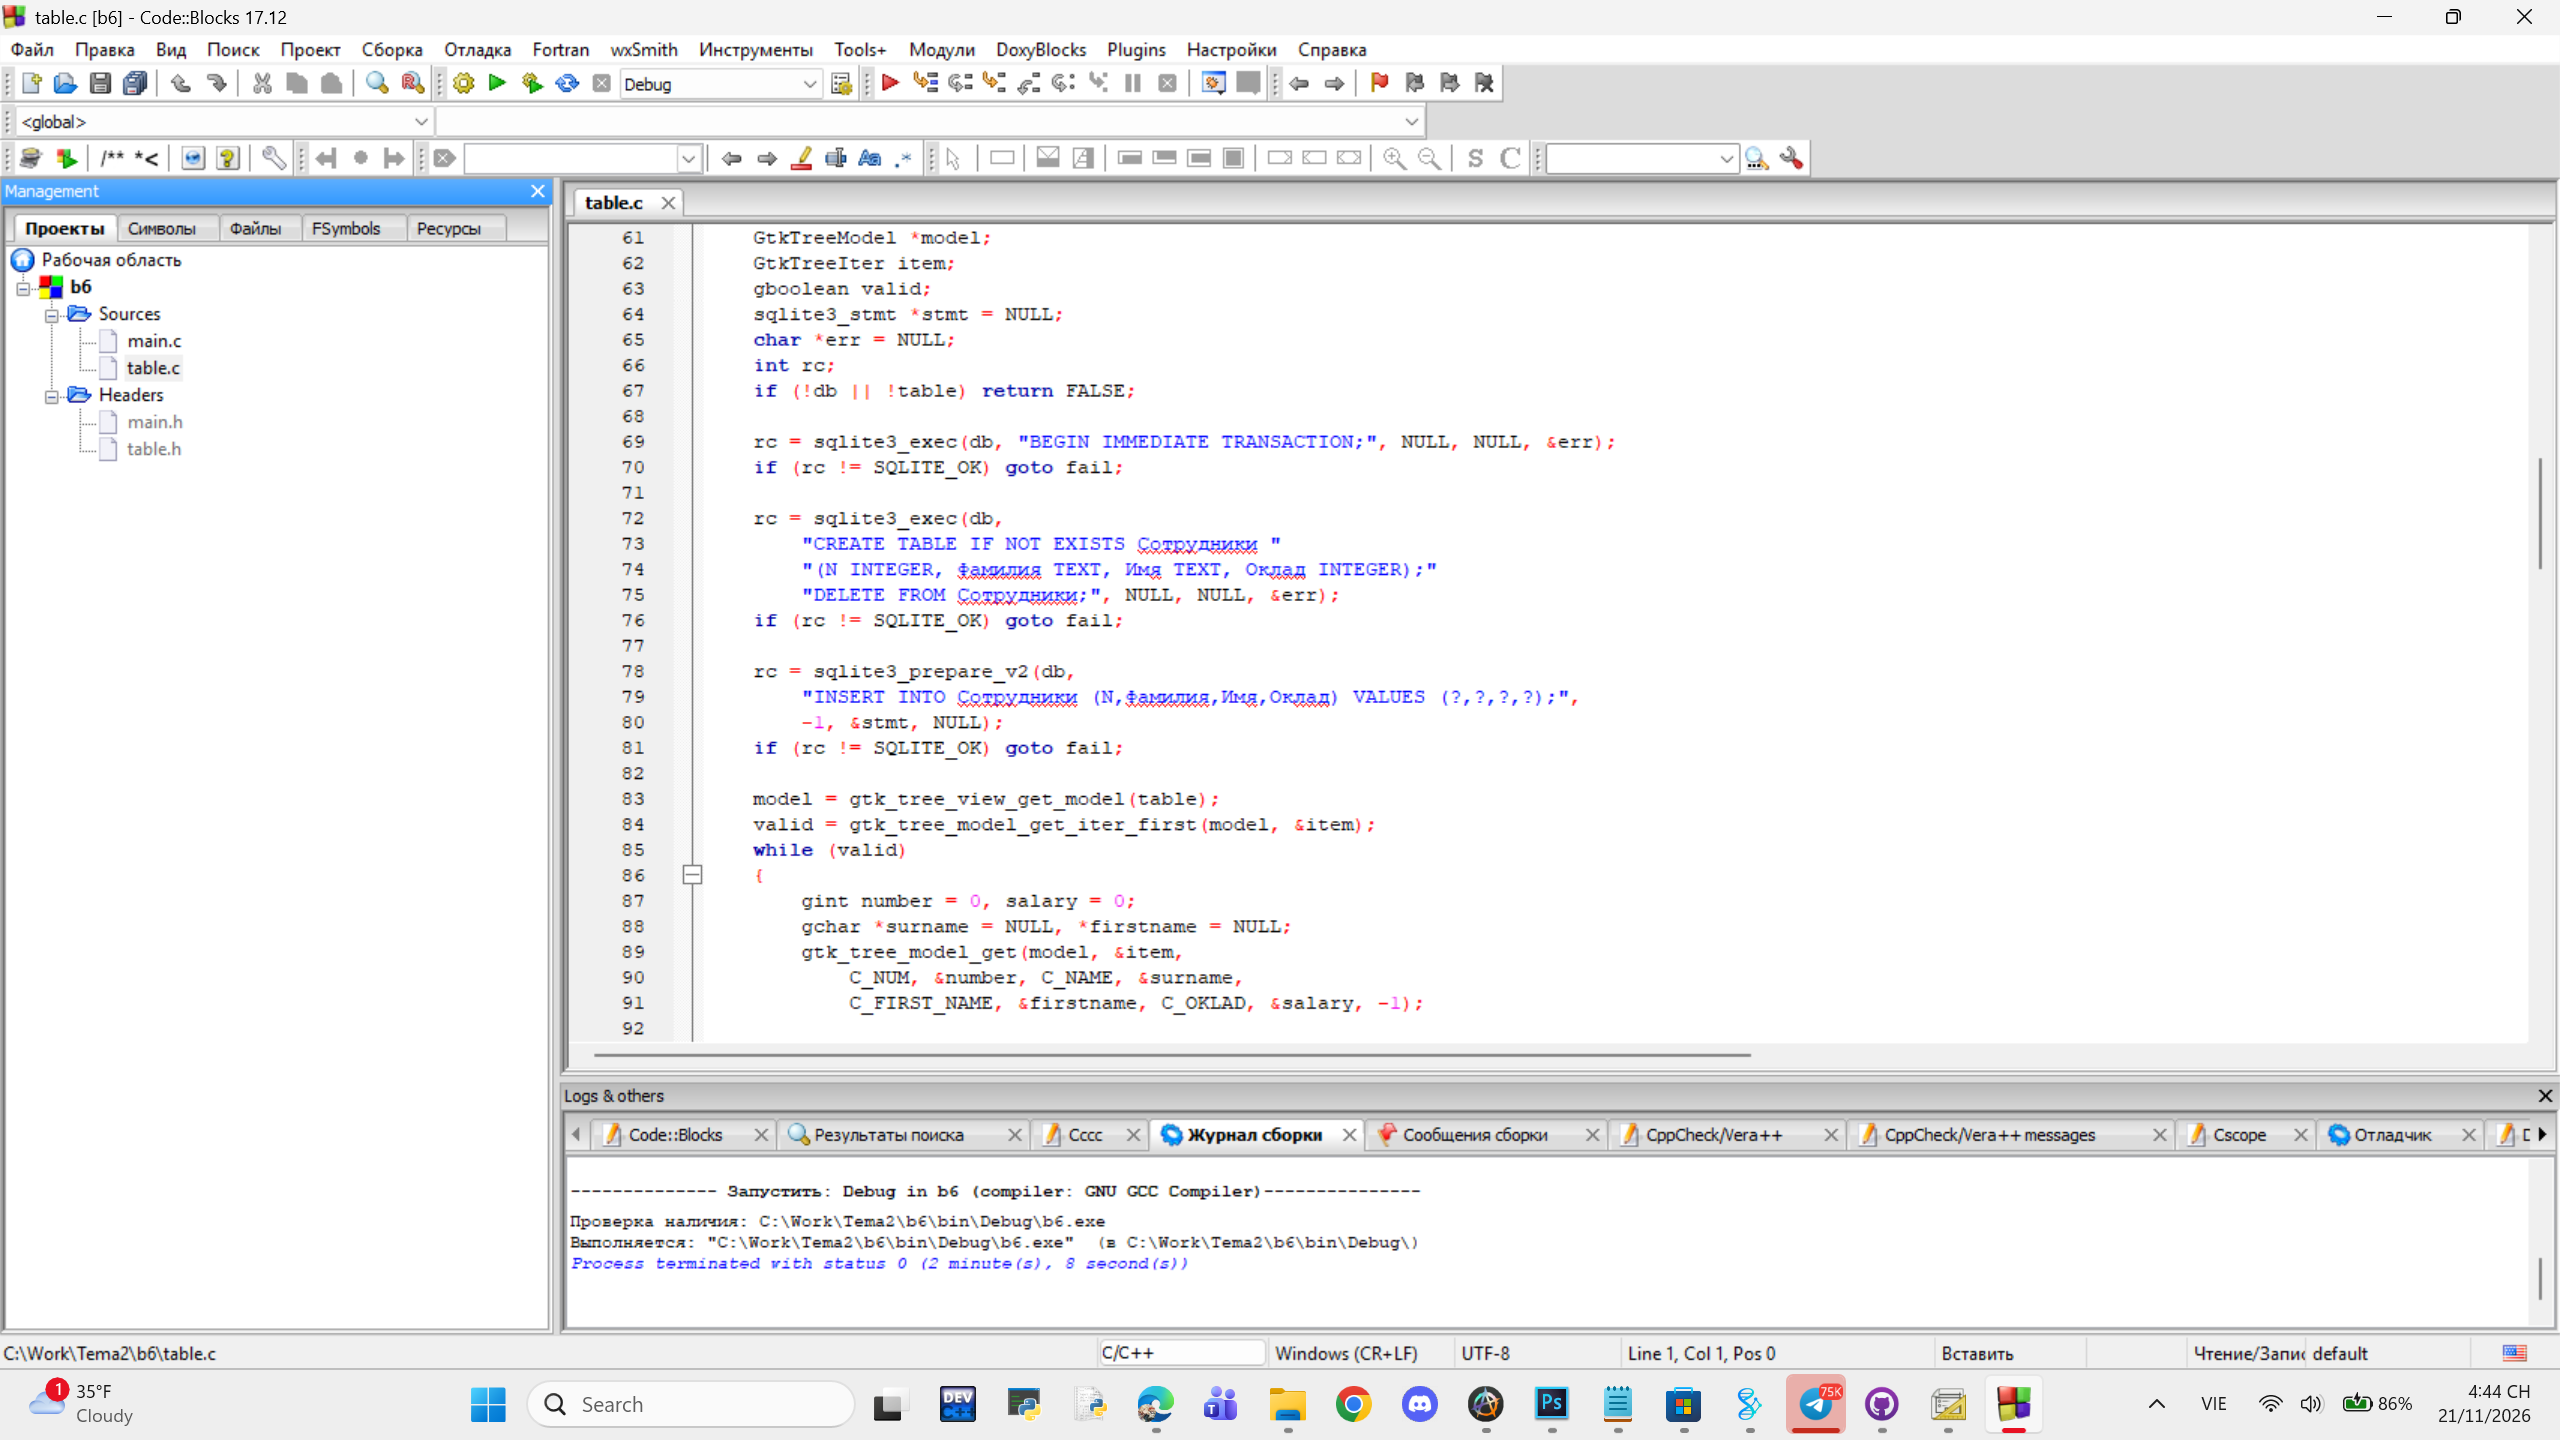 table.c [b6] - Code::Blocks 17.12
Файл Правка Вид Поиск Проект Сборка Отладка Fortran wxSmith Инструменты Tools+ Модули DoxyBlocks Plugins Настройки Справка
Debug
<global>
/** *<
Aa .*
S C
Management
Проекты Символы Файлы FSymbols Ресурсы
Рабочая область
b6
Sources
main.c
table.c
Headers
main.h
table.h
table.c
61 GtkTreeModel *model;
62 GtkTreeIter item;
63 gboolean valid;
64 sqlite3_stmt *stmt = NULL;
65 char *err = NULL;
66 int rc;
67 if (!db || !table) return FALSE;
68
69 rc = sqlite3_exec(db, "BEGIN IMMEDIATE TRANSACTION;", NULL, NULL, &err);
70 if (rc != SQLITE_OK) goto fail;
71
72 rc = sqlite3_exec(db,
73 "CREATE TABLE IF NOT EXISTS Сотрудники "
74 "(N INTEGER, Фамилия TEXT, Имя TEXT, Оклад INTEGER);"
75 "DELETE FROM Сотрудники;", NULL, NULL, &err);
76 if (rc != SQLITE_OK) goto fail;
77
78 rc = sqlite3_prepare_v2(db,
79 "INSERT INTO Сотрудники (N,Фамилия,Имя,Оклад) VALUES (?,?,?,?);",
80 -1, &stmt, NULL);
81 if (rc != SQLITE_OK) goto fail;
82
83 model = gtk_tree_view_get_model(table);
84 valid = gtk_tree_model_get_iter_first(model, &item);
85 while (valid)
86 {
87 gint number = 0, salary = 0;
88 gchar *surname = NULL, *firstname = NULL;
89 gtk_tree_model_get(model, &item,
90 C_NUM, &number, C_NAME, &surname,
91 C_FIRST_NAME, &firstname, C_OKLAD, &salary, -1);
92
Logs & others
Code::Blocks Результаты поиска Cccc Журнал сборки Сообщения сборки CppCheck/Vera++ CppCheck/Vera++ messages Cscope Отладчик
-------------- Запустить: Debug in b6 (compiler: GNU GCC Compiler)---------------
Проверка наличия: C:\Work\Tema2\b6\bin\Debug\b6.exe
Выполняется: "C:\Work\Tema2\b6\bin\Debug\b6.exe"  (в C:\Work\Tema2\b6\bin\Debug\)
Process terminated with status 0 (2 minute(s), 8 second(s))
C:\Work\Tema2\b6\table.c C/C++ Windows (CR+LF) UTF-8 Line 1, Col 1, Pos 0 Вставить Чтение/Запис default
1 35°F
Cloudy
Search
DEV C++
Ps
75K
VIE
86%
4:44 CH
21/11/2026